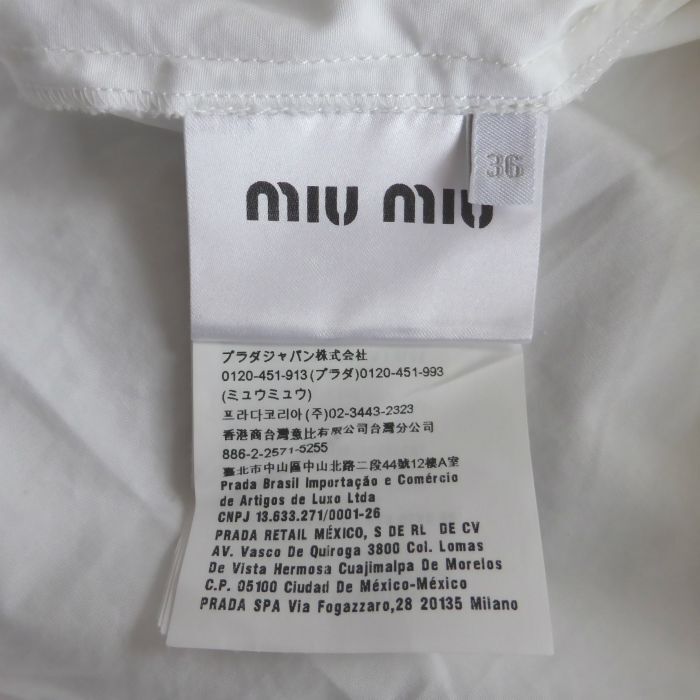 36
miu miu
プラダジャパン株式会社
0120-451-913(プラダ)0120-451-993
(ミュウミュウ)
프라다코리아(주)02-3443-2323
香港商台灣意比有限公司台灣分公司
886-2-2571-5255
臺北市中山區中山北路二段44號12樓A室
Prada Brasil Importação e Comércio
de Artigos de Luxo Ltda
CNPJ 13.633.271/0001-26
PRADA RETAIL MÉXICO, S DE RL DE CV
AV. Vasco De Quiroga 3800 Col. Lomas
De Vista Hermosa Cuajimalpa De Morelos
C.P. 05100 Ciudad De México-México
PRADA SPA Via Fogazzaro,28 20135 Milano